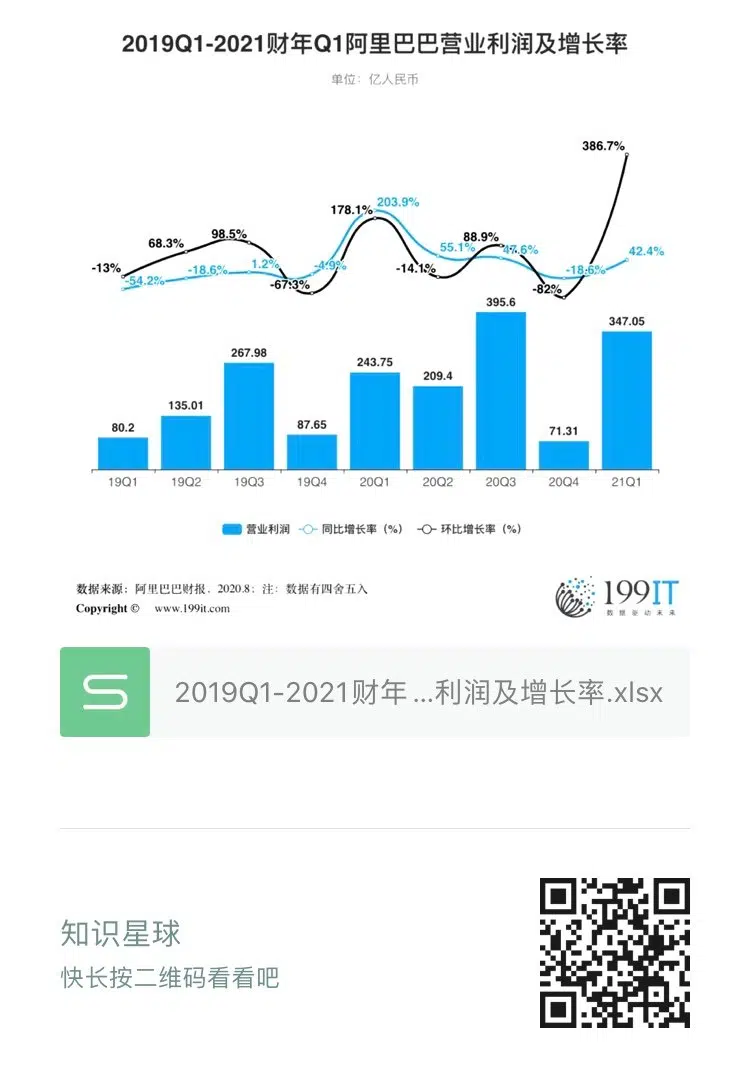 2019Q1-2021财年Q1阿里巴巴营业利润及增长率
单位：亿人民币
386.7%
178.1%
203.9%
-13%
68.3%
98.5%
88.9%
55.1%
47.6%
42.4%
-54.2%
-18.6%
1.2%
-67.3%
-4.9%
-14.1%
-82%
-18.6%
80.2
135.01
267.98
87.65
243.75
209.4
395.6
71.31
347.05
19Q1 19Q2 19Q3 19Q4 20Q1 20Q2 20Q3 20Q4 21Q1
营业利润 同比增长率（%） 环比增长率（%）
数据来源：阿里巴巴财报．2020.8；注：数据有四舍五入
Copyright © www.199it.com
199IT
数据驱动未来
S
2019Q1-2021财年...利润及增长率.xlsx
知识星球
快长按二维码看看吧